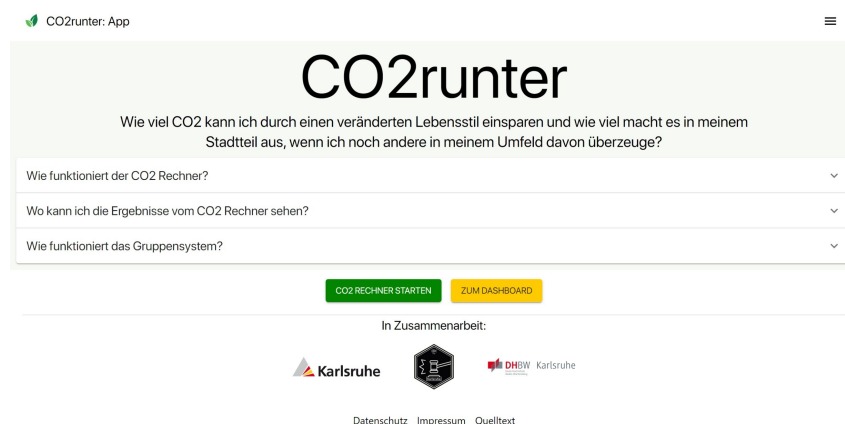 CO2runter: App
CO2runter
Wie viel CO2 kann ich durch einen veränderten Lebensstil einsparen und wie viel macht es in meinem
Stadtteil aus, wenn ich noch andere in meinem Umfeld davon überzeuge?
Wie funktioniert der CO2 Rechner?
Wo kann ich die Ergebnisse vom CO2 Rechner sehen?
Wie funktioniert das Gruppensystem?
CO2 RECHNER STARTEN ZUM DASHBOARD
In Zusammenarbeit:
Karlsruhe
DHBW Karlsruhe
Datenschutz Impressum Quelltext